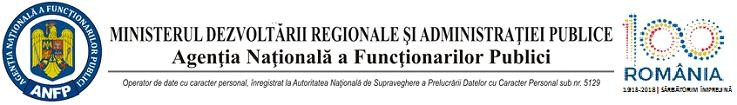 AGENȚIA NAȚIONALĂ A FUNCȚIONARILOR PUBLICI
ANFP
MINISTERUL DEZVOLTĂRII REGIONALE ȘI ADMINISTRAȚIEI PUBLICE
Agenția Națională a Funcționarilor Publici
Operator de date cu caracter personal, înregistrat la Autoritatea Națională de Supraveghere a Prelucrării Datelor cu Caracter Personal sub nr. 5129
100
ROMÂNIA
1918-2018 | SĂRBĂTORIM ÎMPREUNĂ